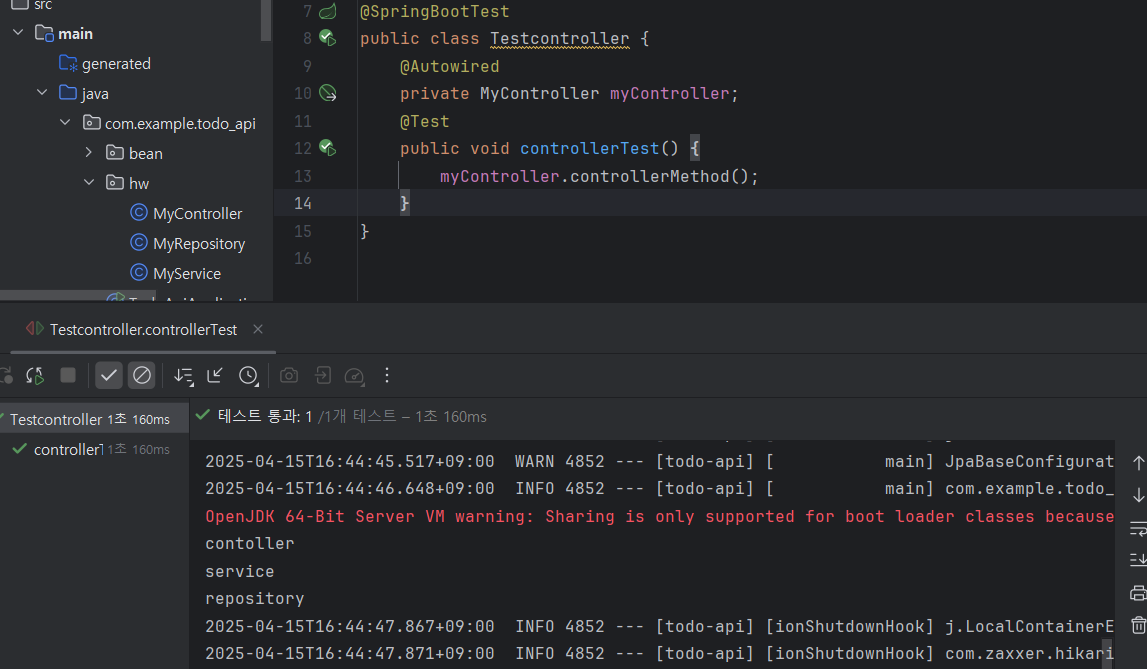 src
main
generated
java
com.example.todo_api
bean
hw
MyController
MyRepository
MyService
7 @SpringBootTest
8 public class Testcontroller {
9 @Autowired
10 private MyController myController;
11 @Test
12 public void controllerTest() {
13 myController.controllerMethod();
14 }
15 }
16
Testcontroller.controllerTest
Testcontroller 1초 160ms
controllerT 1초 160ms
테스트 통과: 1 /1개 테스트 – 1초 160ms
2025-04-15T16:44:45.517+09:00 WARN 4852 --- [todo-api] [ main] JpaBaseConfigurat
2025-04-15T16:44:46.648+09:00 INFO 4852 --- [todo-api] [ main] com.example.todo_
OpenJDK 64-Bit Server VM warning: Sharing is only supported for boot loader classes because
contoller
service
repository
2025-04-15T16:44:47.867+09:00 INFO 4852 --- [todo-api] [ionShutdownHook] j.LocalContainerE
2025-04-15T16:44:47.871+09:00 INFO 4852 --- [todo-api] [ionShutdownHook] com.zaxxer.hikari